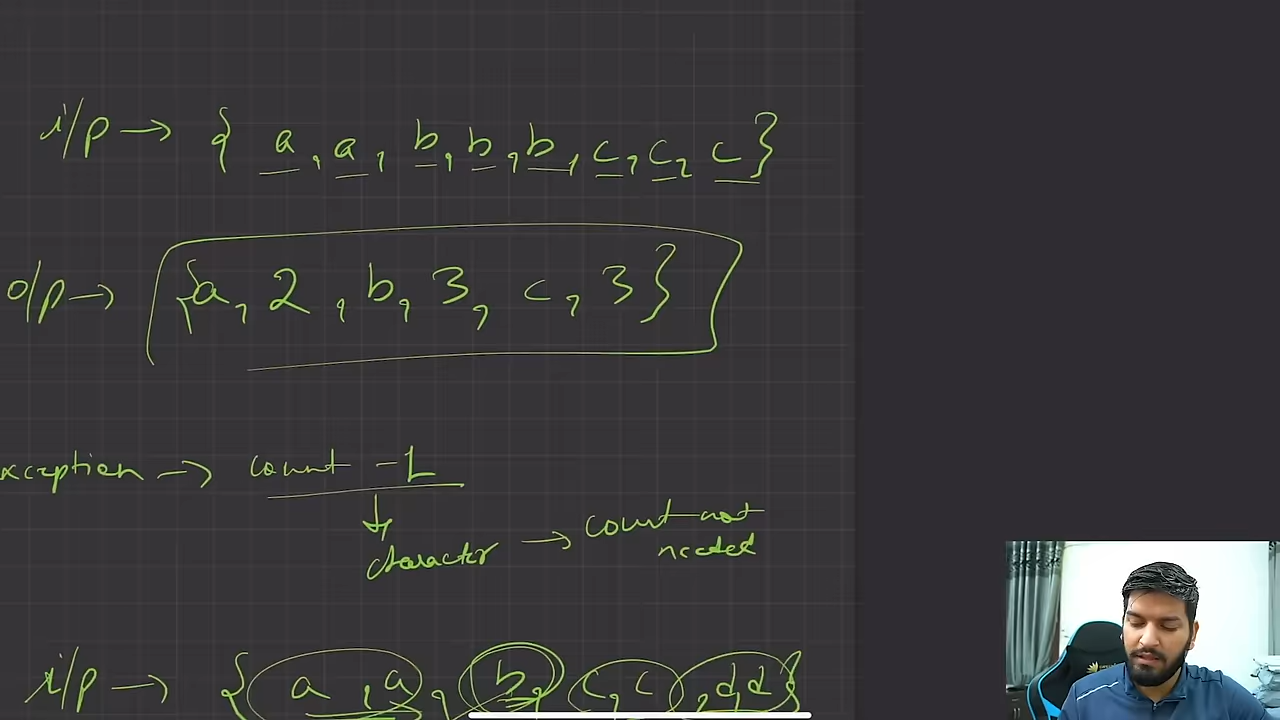 i/p → { a , a , b , b , b , c , c , c }
o/p → { a , 2 , b , 3 , c , 3 }
xception → count - 1
character → count not
needed
i/p → { a , a , b , c , c , d , d }